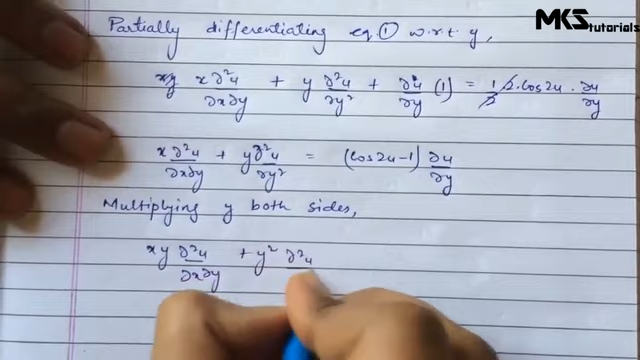 MKS tutorials
Partially differentiating eq.① w.r.t y,
x ∂²u/∂x∂y + y ∂²u/∂y² + ∂u/∂y (1) = 1/2 2.cos2u . ∂u/∂y
x ∂²u/∂x∂y + y ∂²u/∂y² = (cos2u-1) ∂u/∂y
Multiplying y both sides,
xy ∂²u/∂x∂y + y² ∂²u